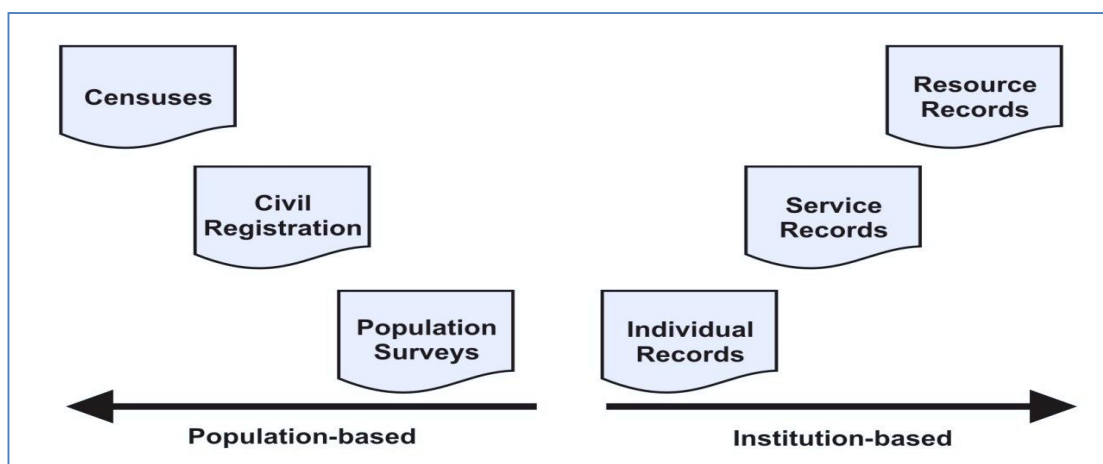 Censuses
Resource
Records
Civil
Registration
Service
Records
Population
Surveys
Individual
Records
Population-based
Institution-based